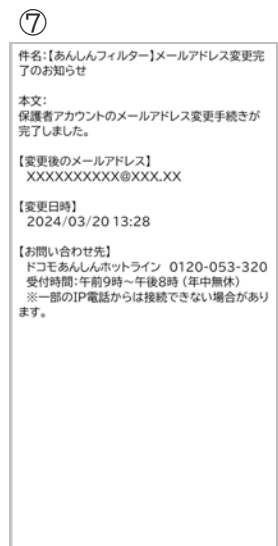 ⑦
件名:【あんしんフィルター】メールアドレス変更完
了のお知らせ
本文:
保護者アカウントのメールアドレス変更手続きが
完了しました。
【変更後のメールアドレス】
XXXXXXXXXX@XXX.XX
【変更日時】
2024/03/20 13:28
【お問い合わせ先】
ドコモあんしんホットライン 0120-053-320
受付時間:午前9時~午後8時 (年中無休)
※一部のIP電話からは接続できない場合があり
ます。